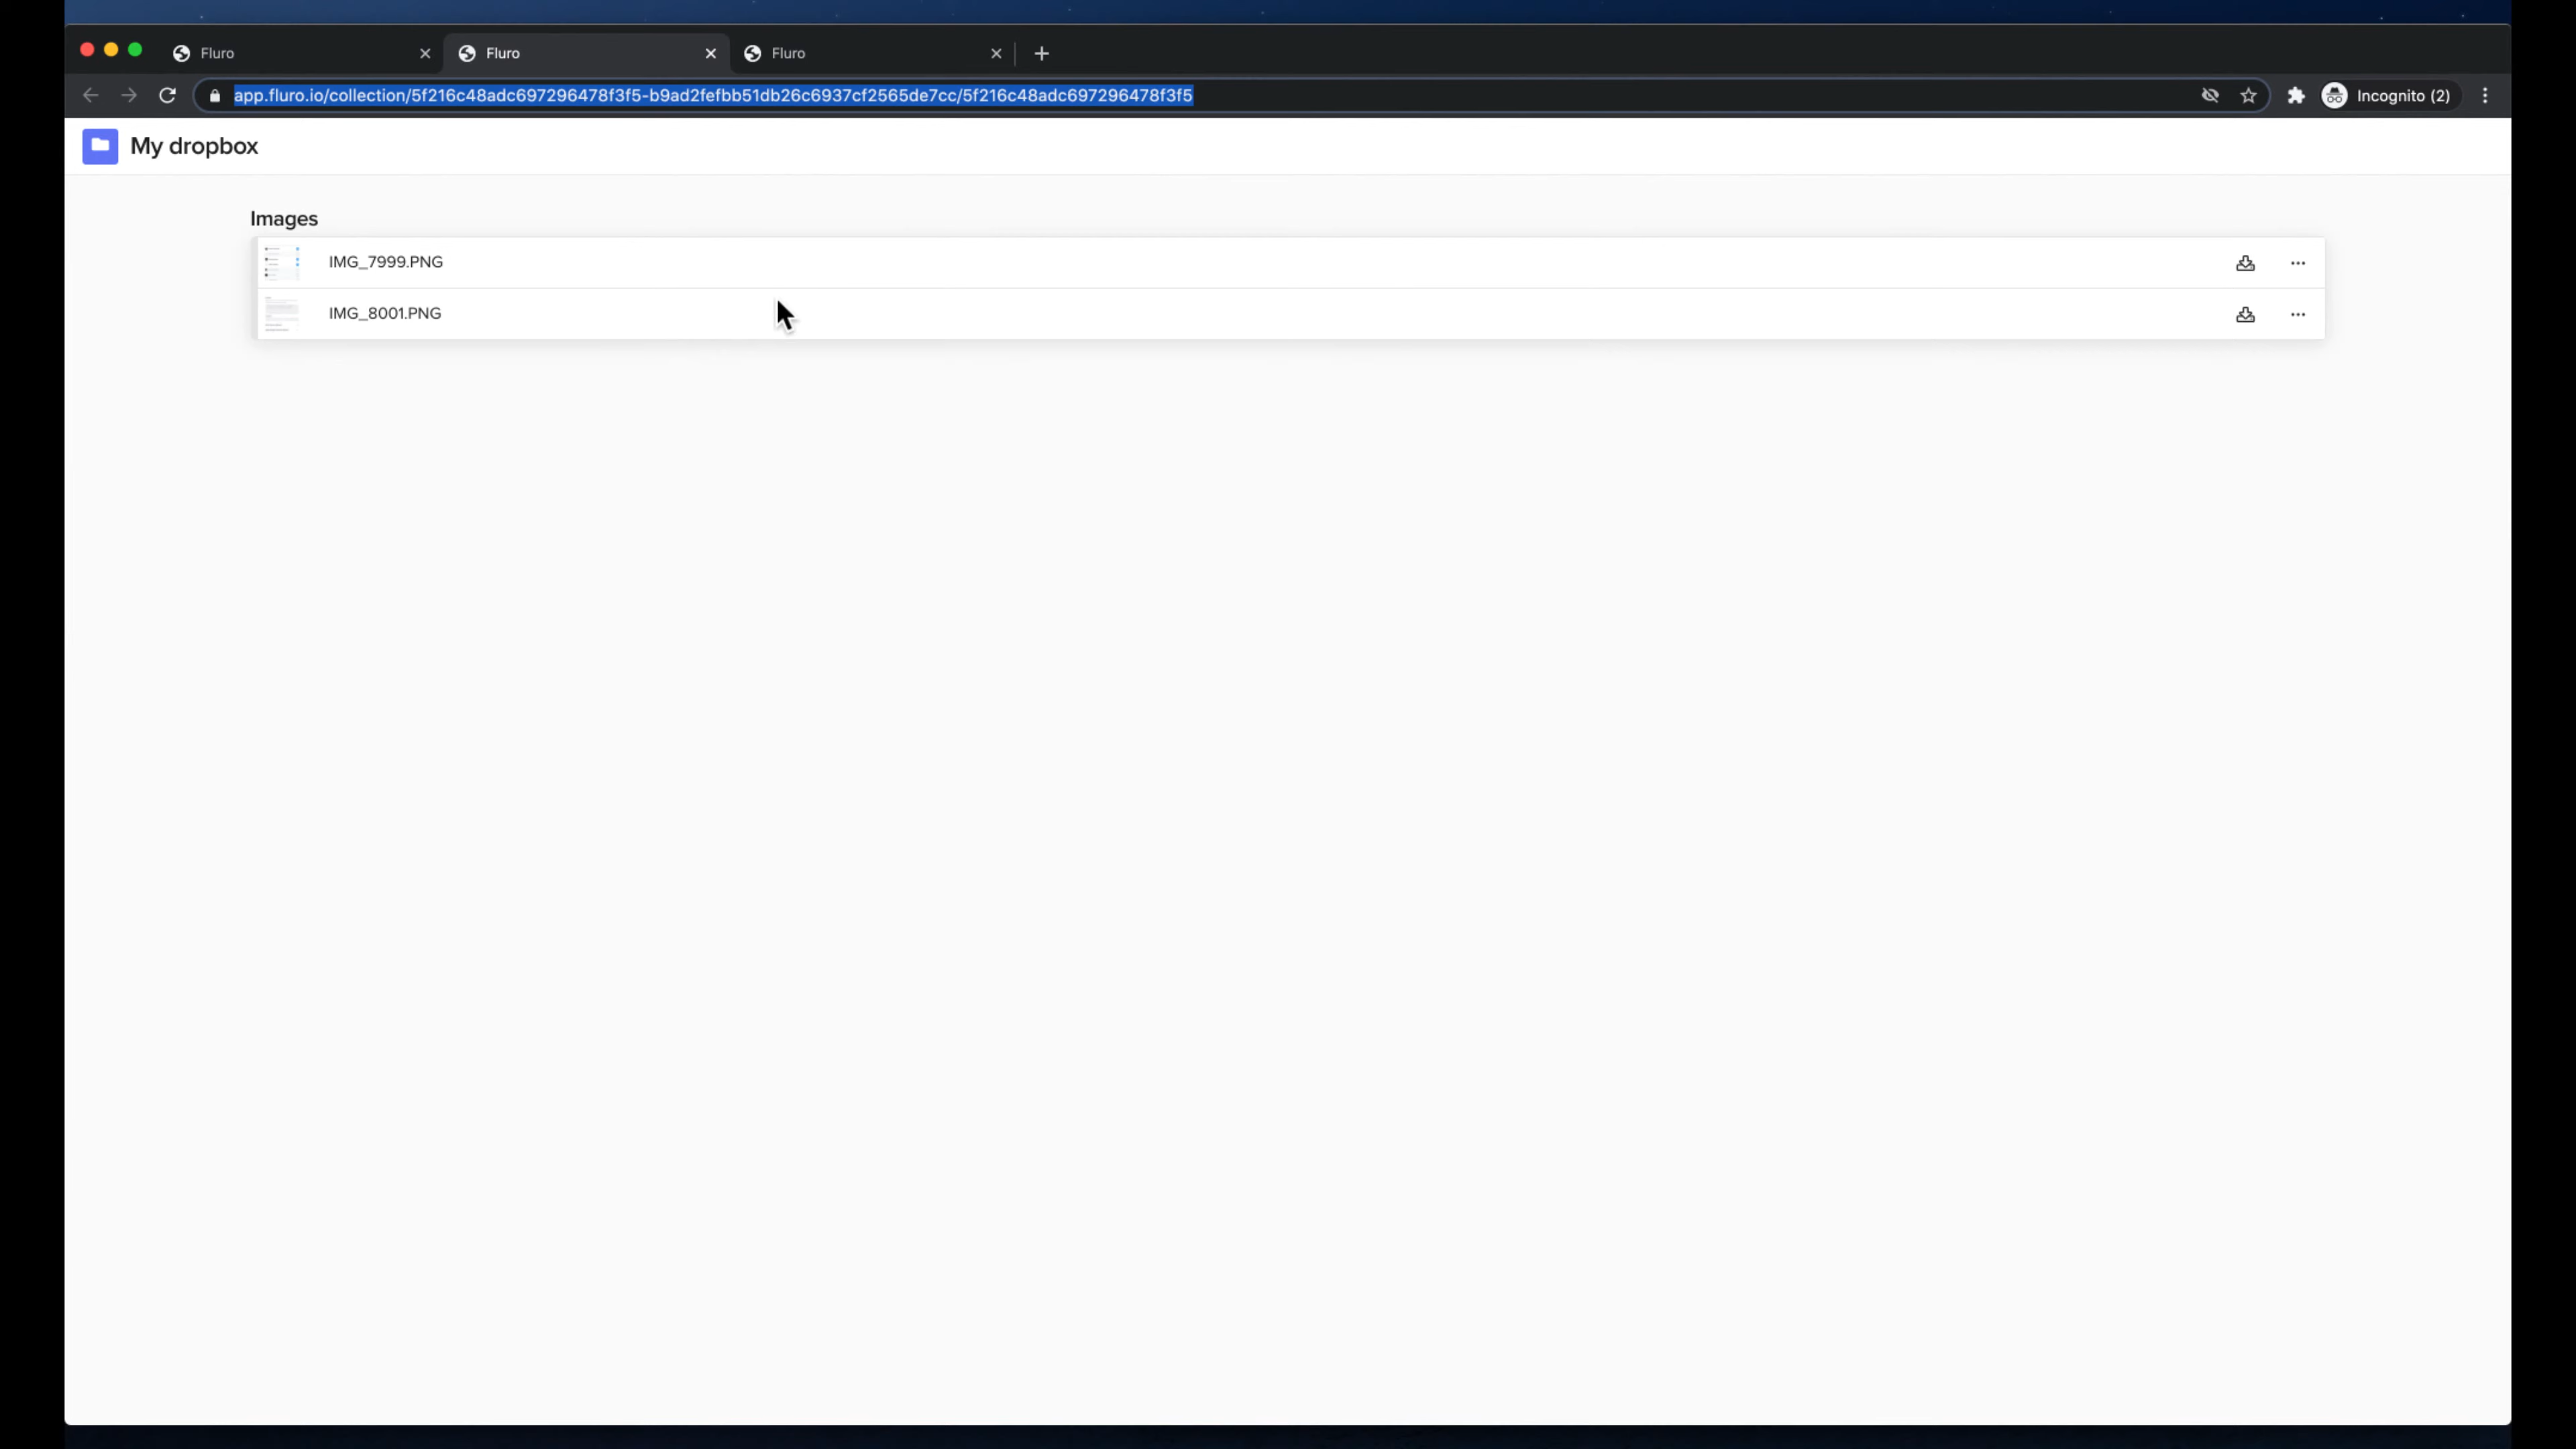 Fluro
Fluro
Fluro
app.fluro.io/collection/5f216c48adc697296478f3f5-b9ad2fefbb51db26c6937cf2565de7cc/5f216c48adc697296478f3f5
Incognito (2)
My dropbox
Images
IMG_7999.PNG
IMG_8001.PNG